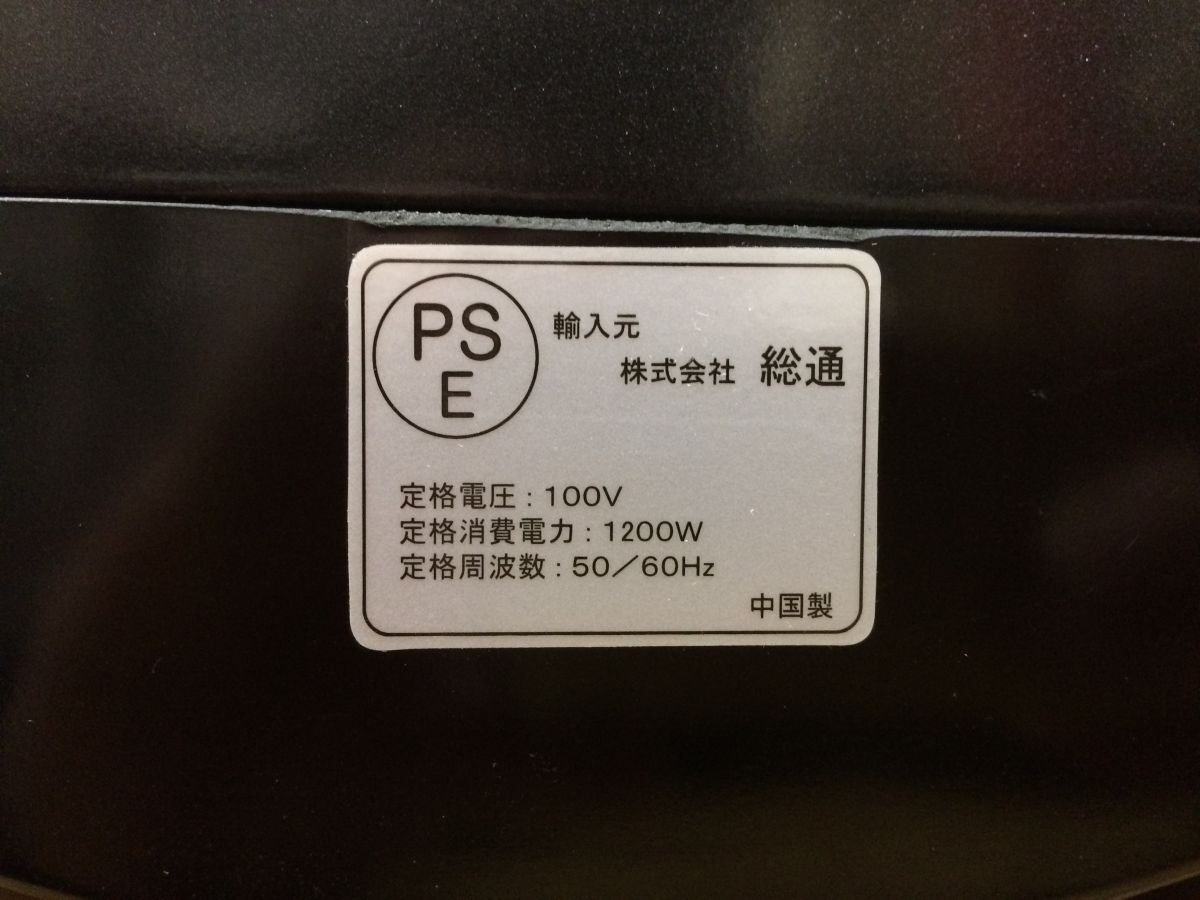 PS
E
輸入元
株式会社 総通
定格電圧：100V
定格消費電力：1200W
定格周波数：50／60Hz
中国製